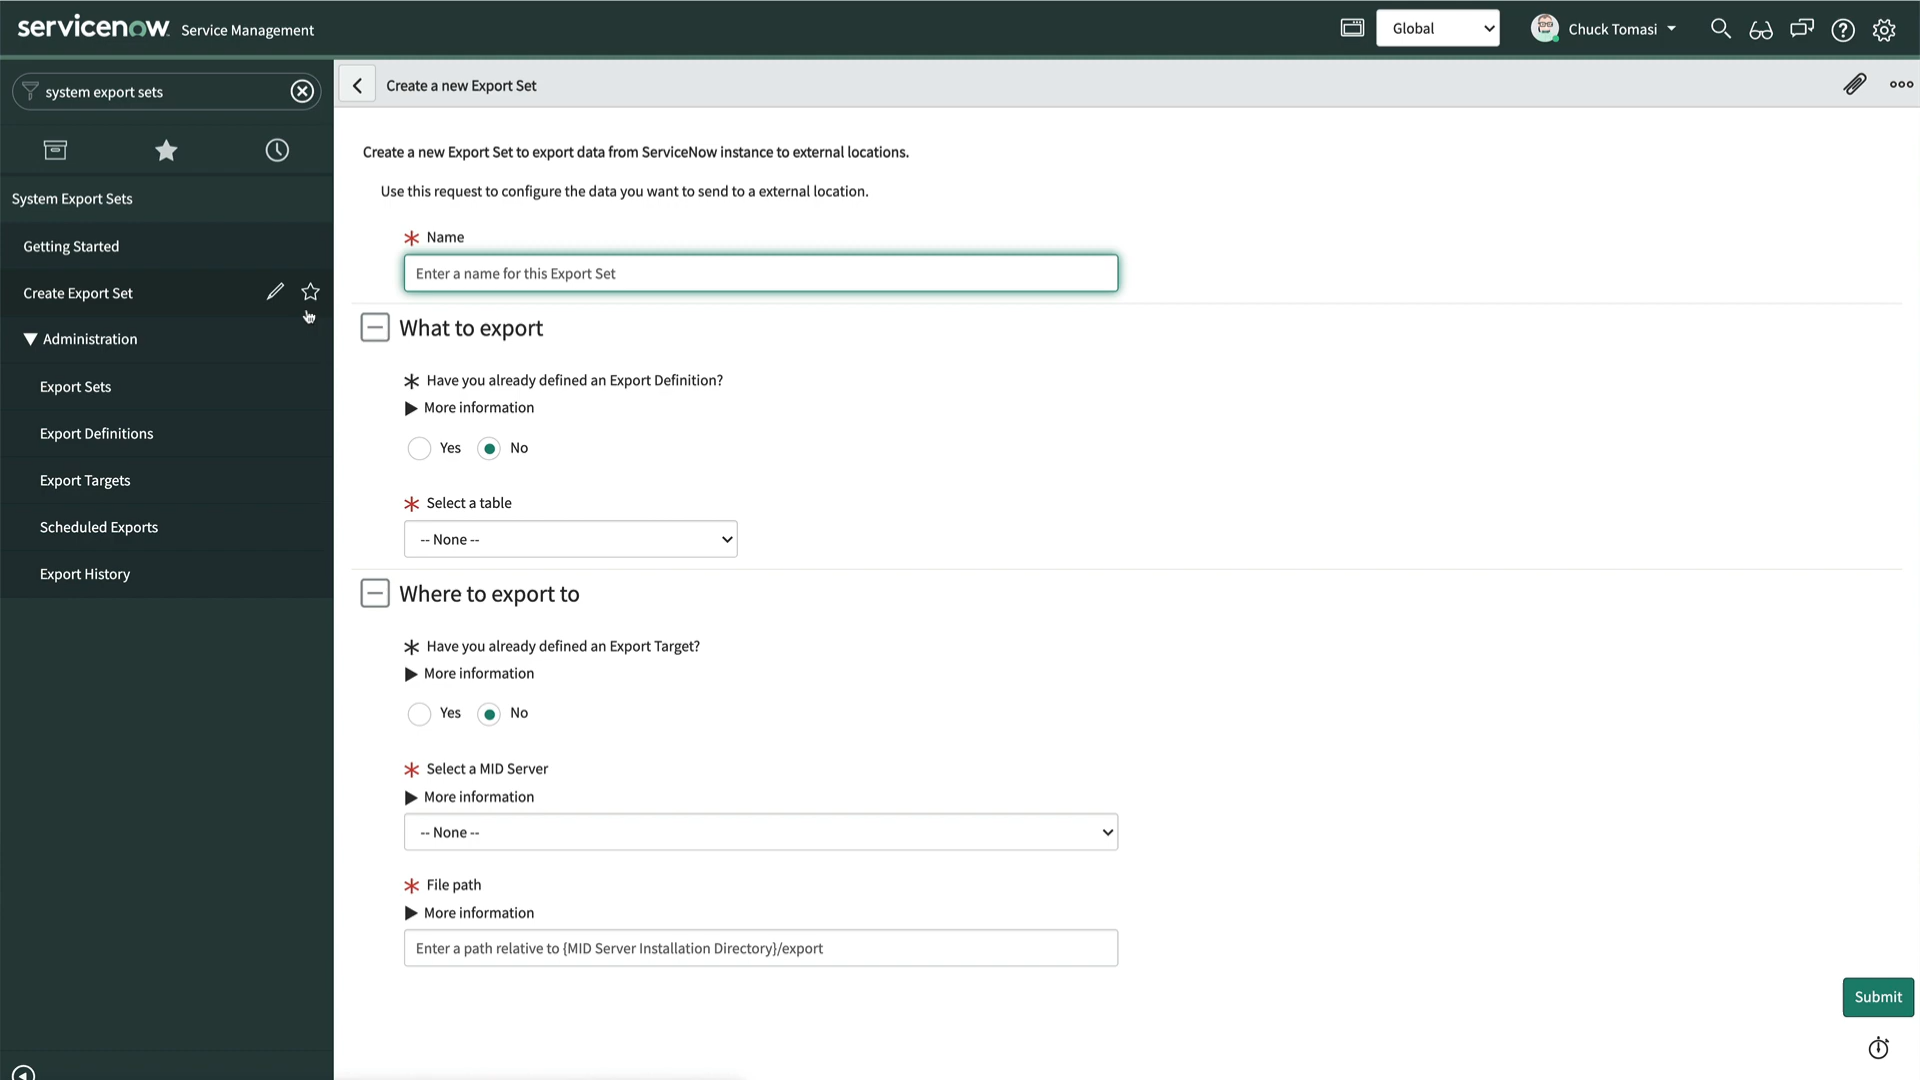 servicenow. Service Management
Global
Chuck Tomasi
system export sets
Create a new Export Set
System Export Sets
Getting Started
Create Export Set
Administration
Export Sets
Export Definitions
Export Targets
Scheduled Exports
Export History
Create a new Export Set to export data from ServiceNow instance to external locations.
Use this request to configure the data you want to send to a external location.
Name
Enter a name for this Export Set
What to export
Have you already defined an Export Definition?
More information
Yes No
Select a table
-- None --
Where to export to
Have you already defined an Export Target?
More information
Yes No
Select a MID Server
More information
-- None --
File path
More information
Enter a path relative to {MID Server Installation Directory}/export
Submit